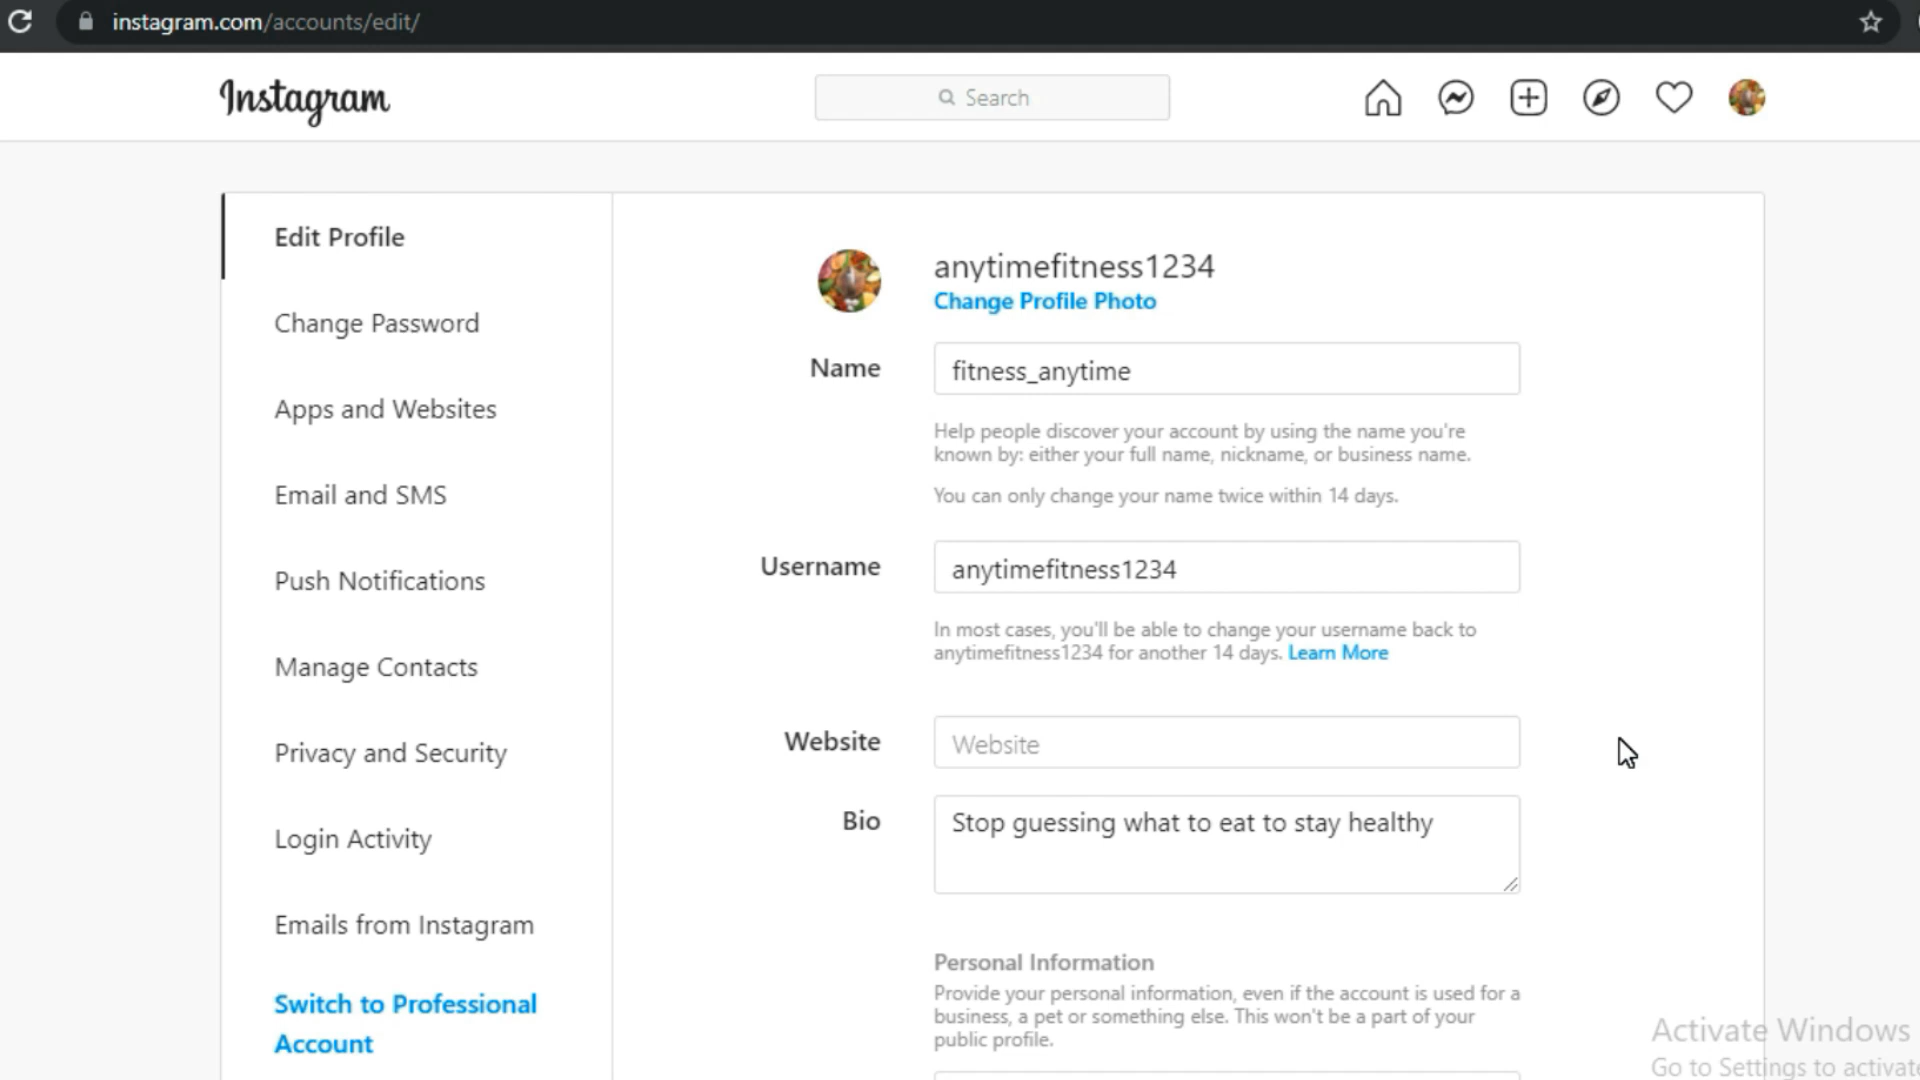 instagram.com/accounts/edit/
Instagram
Search
Edit Profile
Change Password
Apps and Websites
Email and SMS
Push Notifications
Manage Contacts
Privacy and Security
Login Activity
Emails from Instagram
Switch to Professional
Account
anytimefitness1234
Change Profile Photo
Name
fitness_anytime
Help people discover your account by using the name you're
known by: either your full name, nickname, or business name.
You can only change your name twice within 14 days.
Username
anytimefitness1234
In most cases, you'll be able to change your username back to
anytimefitness1234 for another 14 days. Learn More
Website
Website
Bio
Stop guessing what to eat to stay healthy
Personal Information
Provide your personal information, even if the account is used for a
business, a pet or something else. This won't be a part of your
public profile.
Activate Windows
Go to Settings to activate